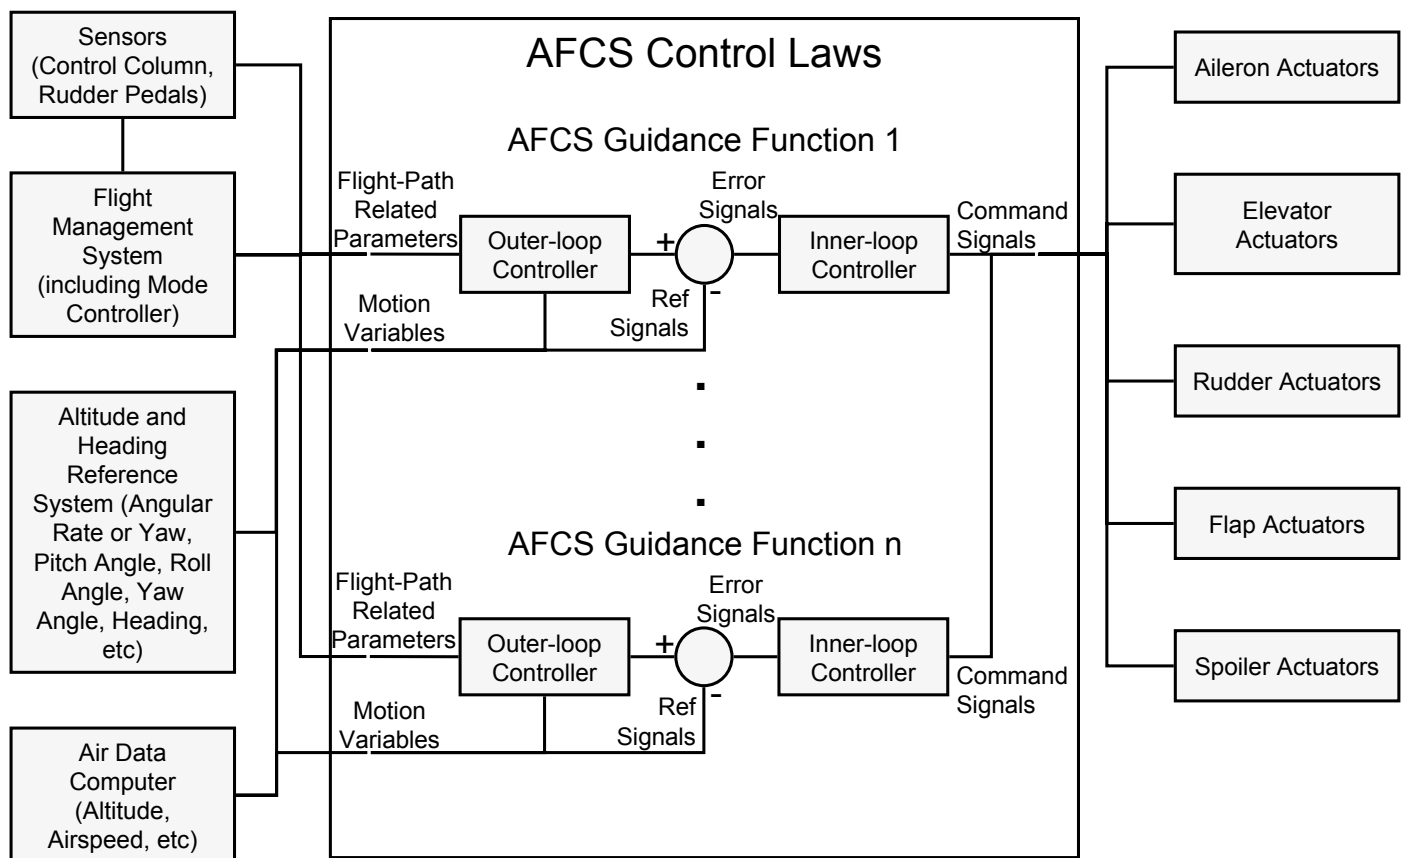 Sensors
(Control Column,
Rudder Pedals)
Flight
Management
System
(including Mode
Controller)
Altitude and
Heading
Reference
System (Angular
Rate or Yaw,
Pitch Angle, Roll
Angle, Yaw
Angle, Heading,
etc)
Air Data
Computer
(Altitude,
Airspeed, etc)
AFCS Control Laws
AFCS Guidance Function 1
Flight-Path
Related
Parameters
Motion
Variables
Outer-loop
Controller
+
-
Error
Signals
Ref
Signals
Inner-loop
Controller
Command
Signals
AFCS Guidance Function n
Flight-Path
Related
Parameters
Motion
Variables
Outer-loop
Controller
+
-
Error
Signals
Ref
Signals
Inner-loop
Controller
Command
Signals
Aileron Actuators
Elevator
Actuators
Rudder Actuators
Flap Actuators
Spoiler Actuators